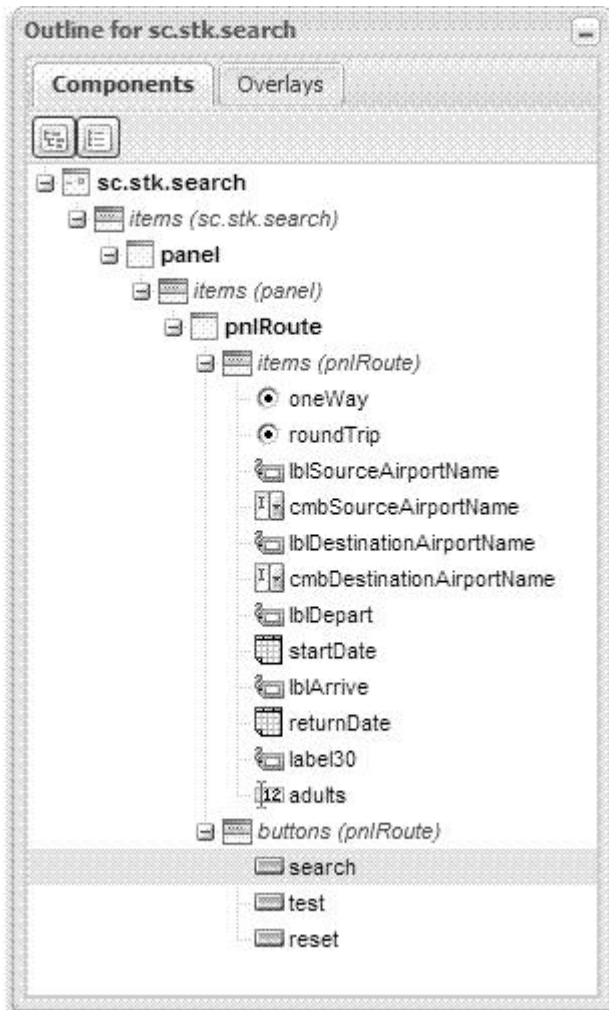 Outline for sc.stk.search
Components Overlays
sc.stk.search
items (sc.stk.search)
panel
items (panel)
pnlRoute
items (pnlRoute)
oneWay
roundTrip
lblSourceAirportName
cmbSourceAirportName
lblDestinationAirportName
cmbDestinationAirportName
lblDepart
startDate
lblArrive
returnDate
label30
12 adults
buttons (pnlRoute)
search
test
reset